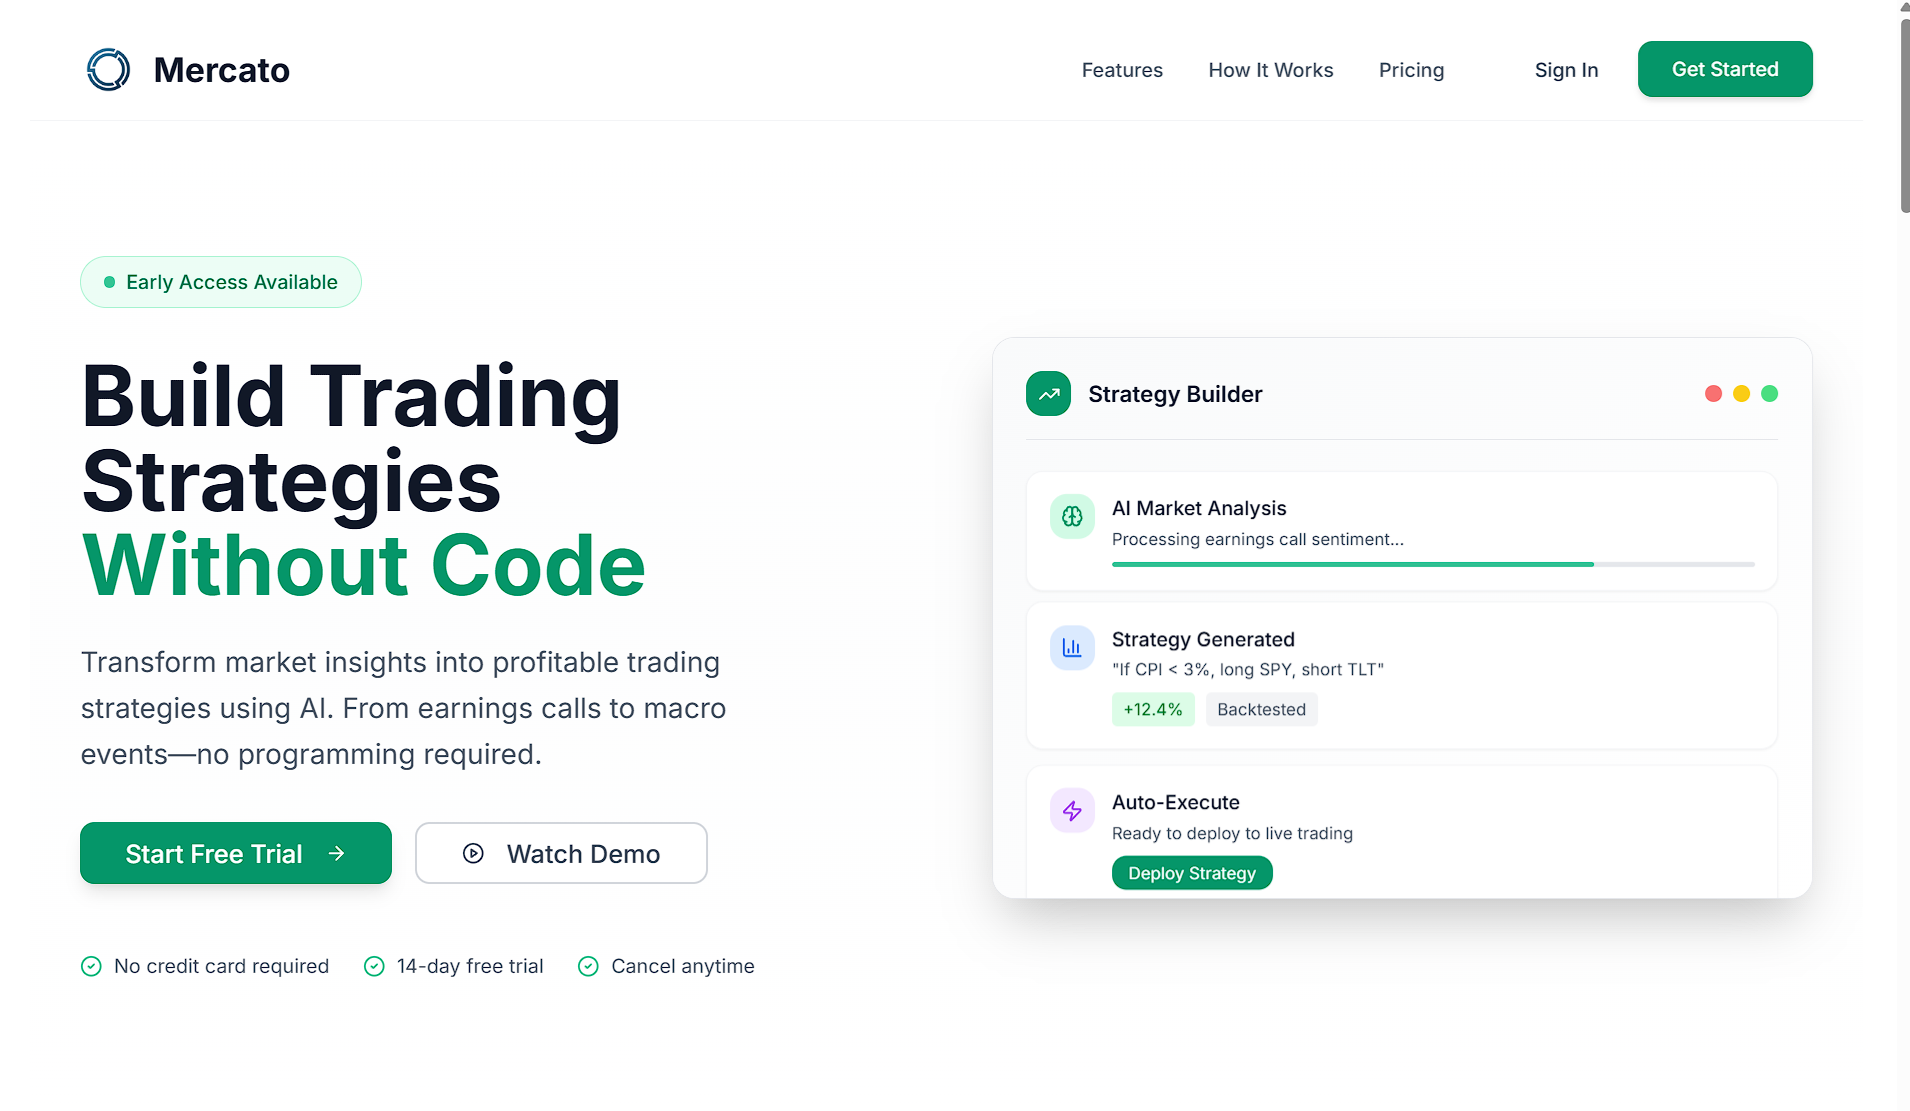 Mercato
Features
How It Works
Pricing
Sign In
Get Started
Early Access Available
Build Trading
Strategies
Without Code
Transform market insights into profitable trading
strategies using AI. From earnings calls to macro
events—no programming required.
Start Free Trial
Watch Demo
No credit card required
14-day free trial
Cancel anytime
Strategy Builder
AI Market Analysis
Processing earnings call sentiment...
Strategy Generated
"If CPI < 3%, long SPY, short TLT"
+12.4%
Backtested
Auto-Execute
Ready to deploy to live trading
Deploy Strategy